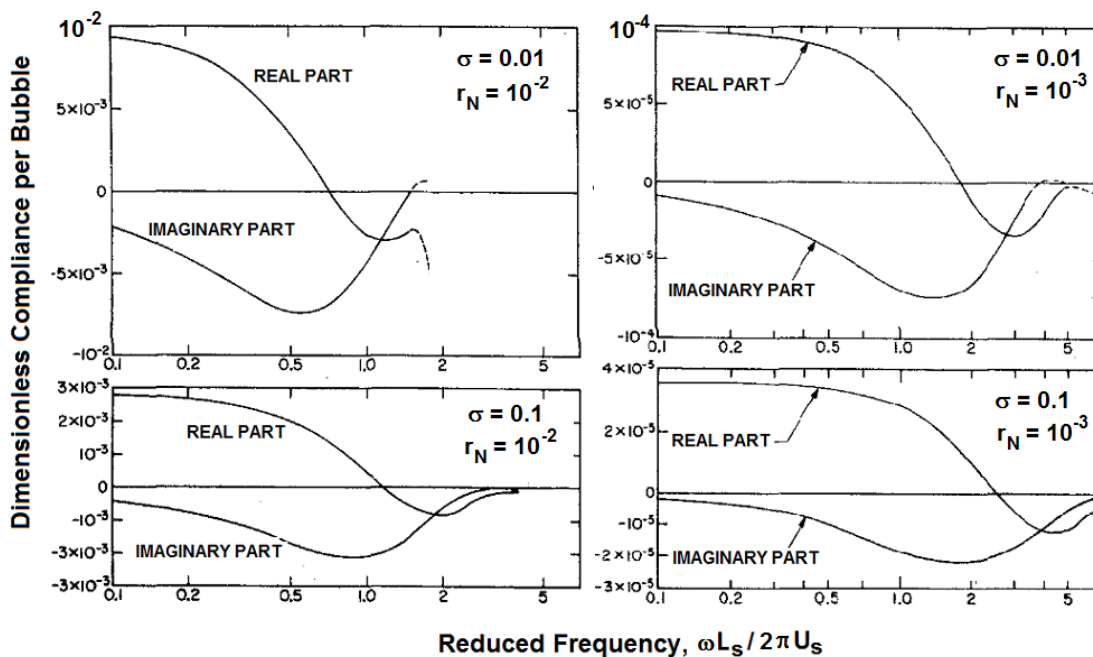 Dimensionless Compliance per Bubble
10⁻²
5×10⁻³
0
-5×10⁻³
-10⁻²
REAL PART
IMAGINARY PART
σ = 0.01
r_N = 10⁻²
0.1 0.2 0.5 1.0 2 5
10⁻⁴
5×10⁻⁵
0
-5×10⁻⁵
-10⁻⁴
REAL PART
IMAGINARY PART
σ = 0.01
r_N = 10⁻³
0.1 0.2 0.5 1.0 2 5
3×10⁻³
2×10⁻³
0
-10⁻³
-3×10⁻³
-3×10⁻³
REAL PART
IMAGINARY PART
σ = 0.1
r_N = 10⁻²
0.1 0.2 0.5 1.0 2 5
4×10⁻⁵
2×10⁻⁵
0
-10⁻⁵
-2×10⁻⁵
-3×10⁻⁵
REAL PART
IMAGINARY PART
σ = 0.1
r_N = 10⁻³
0.1 0.2 0.5 1.0 2 5
Reduced Frequency, ωL_s / 2πU_s